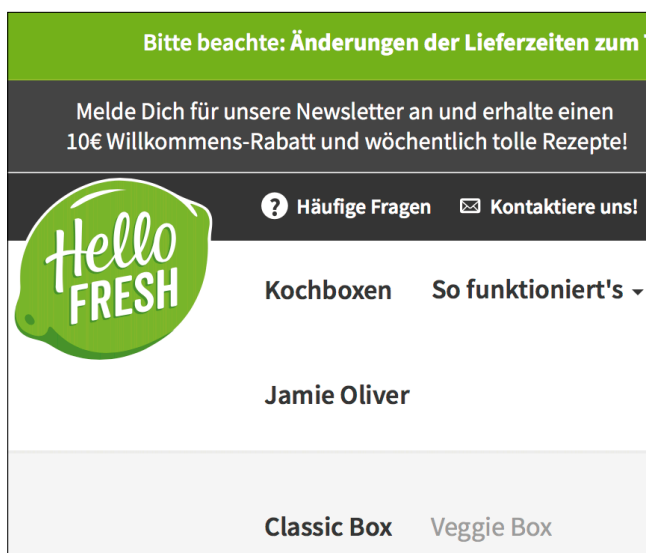 Bitte beachte: Änderungen der Lieferzeiten zum
Melde Dich für unsere Newsletter an und erhalte einen
10€ Willkommens-Rabatt und wöchentlich tolle Rezepte!
? Häufige Fragen Kontaktiere uns!
Hello
FRESH
Kochboxen So funktioniert's
Jamie Oliver
Classic Box Veggie Box